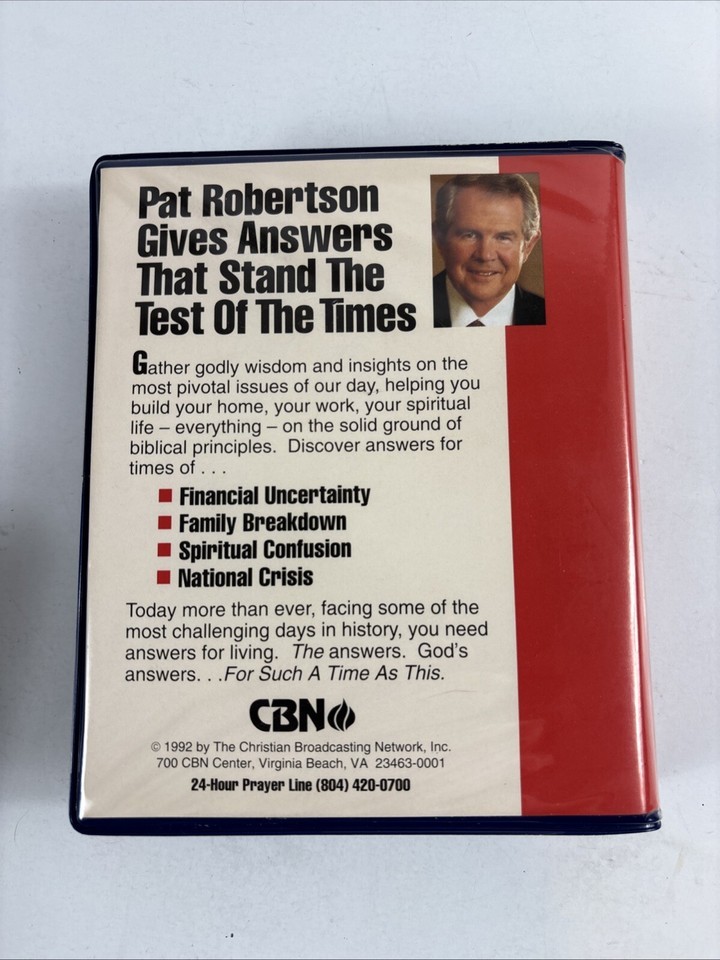 Pat Robertson
Gives Answers
That Stand The
Test Of The Times
Gather godly wisdom and insights on the
most pivotal issues of our day, helping you
build your home, your work, your spiritual
life – everything – on the solid ground of
biblical principles. Discover answers for
times of . . .
Financial Uncertainty
Family Breakdown
Spiritual Confusion
National Crisis
Today more than ever, facing some of the
most challenging days in history, you need
answers for living. The answers. God's
answers. . .For Such A Time As This.
CBN
© 1992 by The Christian Broadcasting Network, Inc.
700 CBN Center, Virginia Beach, VA 23463-0001
24-Hour Prayer Line (804) 420-0700